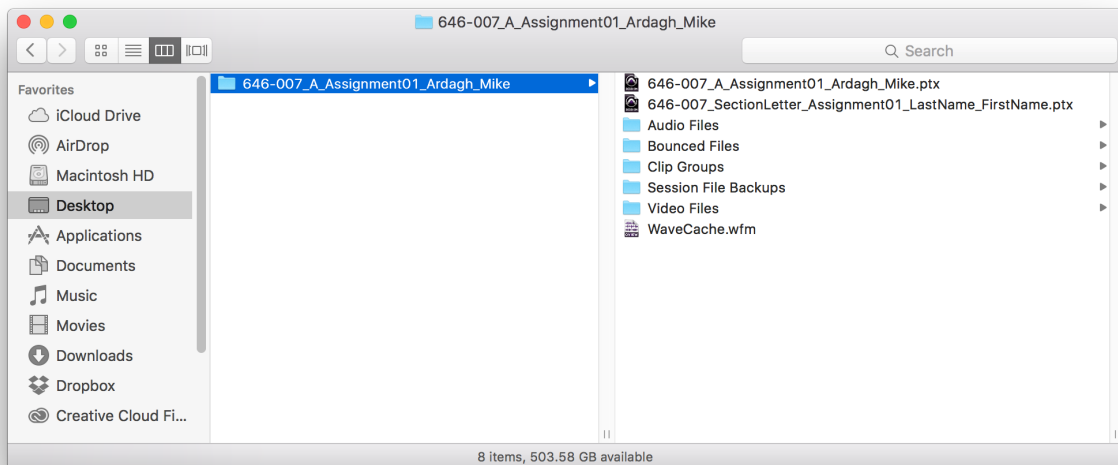 646-007_A_Assignment01_Ardagh_Mike
Search
Favorites
iCloud Drive
AirDrop
Macintosh HD
Desktop
Applications
Documents
Music
Movies
Downloads
Dropbox
Creative Cloud Fi...
646-007_A_Assignment01_Ardagh_Mike
646-007_A_Assignment01_Ardagh_Mike.ptx
646-007_SectionLetter_Assignment01_LastName_FirstName.ptx
Audio Files
Bounced Files
Clip Groups
Session File Backups
Video Files
WaveCache.wfm
8 items, 503.58 GB available